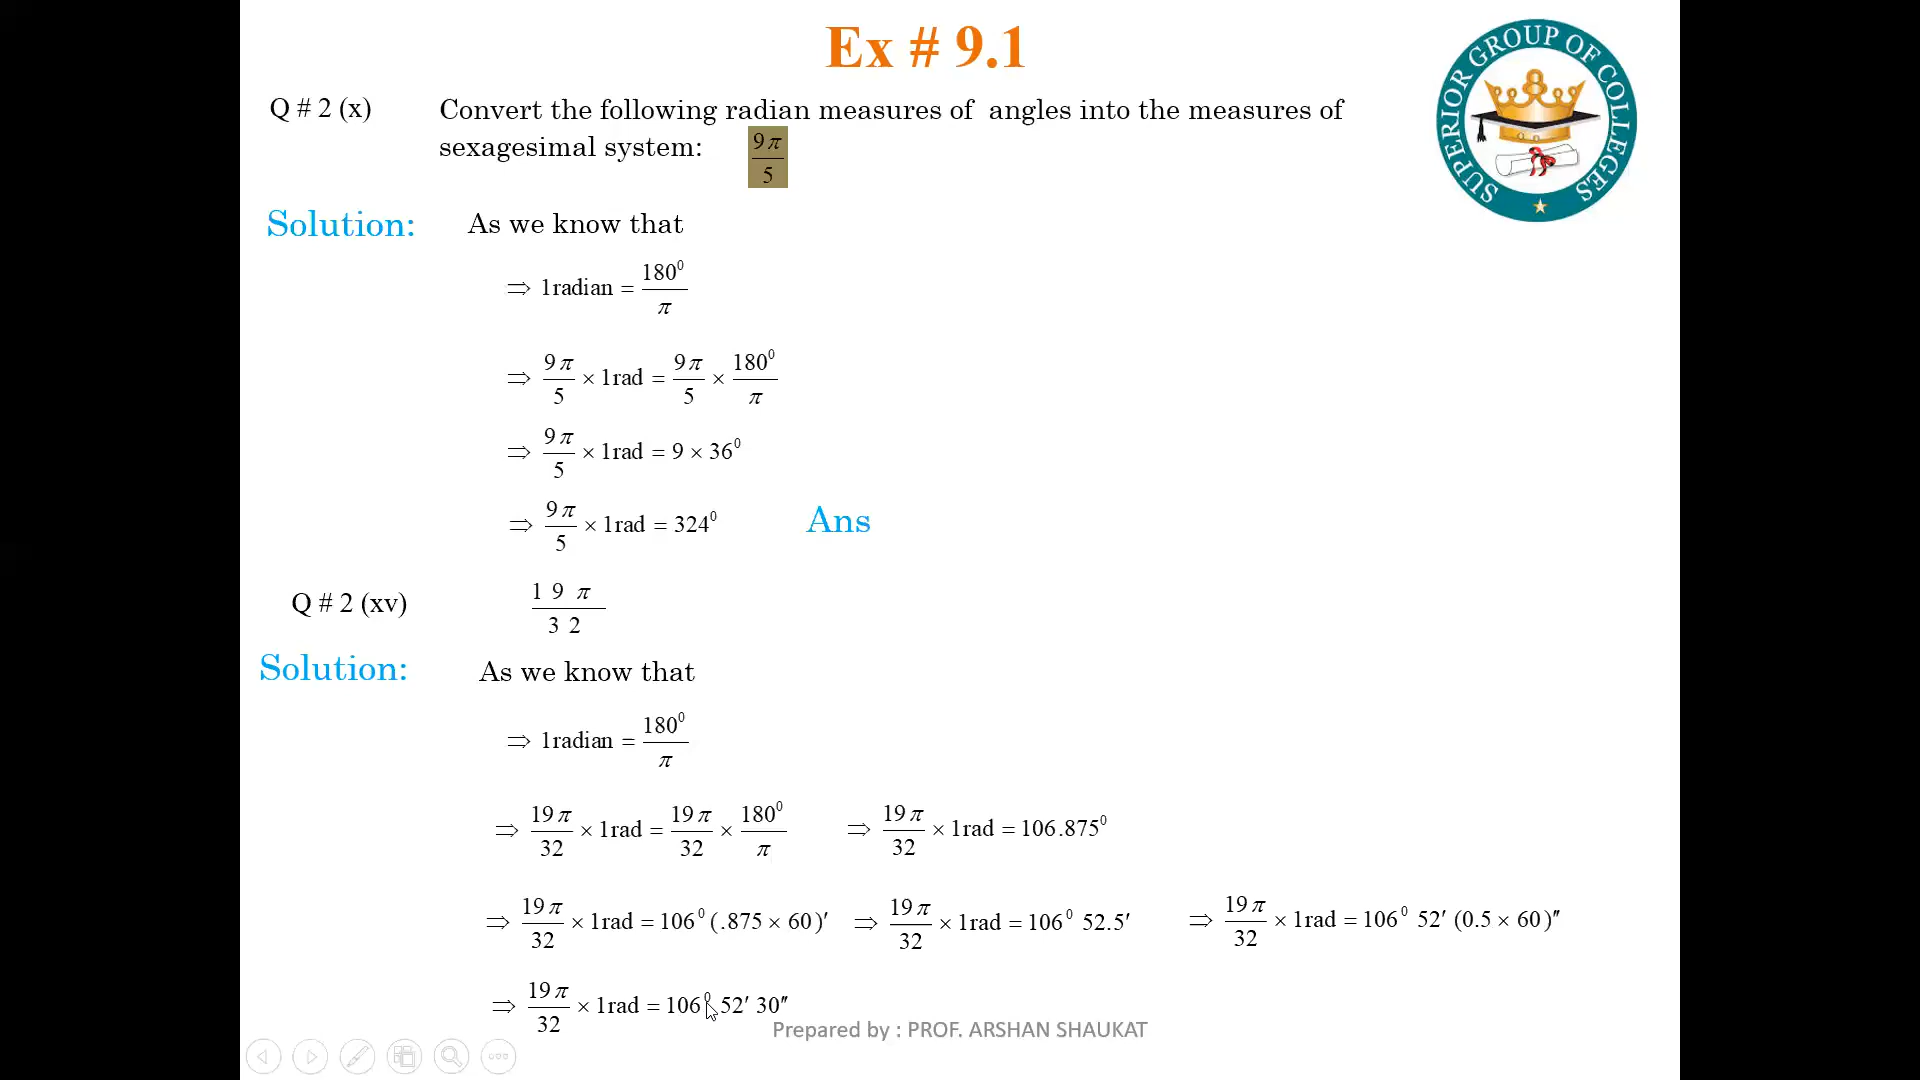 Ex # 9.1
SUPERIOR GROUP OF COLLEGES
Q # 2 (x) Convert the following radian measures of angles into the measures of
sexagesimal system: 9π/5
Solution: As we know that
⇒ 1radian = 180⁰/π
⇒ 9π/5 × 1rad = 9π/5 × 180⁰/π
⇒ 9π/5 × 1rad = 9 × 36⁰
⇒ 9π/5 × 1rad = 324⁰ Ans
Q # 2 (xv) 19π/32
Solution: As we know that
⇒ 1radian = 180⁰/π
⇒ 19π/32 × 1rad = 19π/32 × 180⁰/π ⇒ 19π/32 × 1rad = 106.875⁰
⇒ 19π/32 × 1rad = 106⁰ (.875 × 60)′ ⇒ 19π/32 × 1rad = 106⁰ 52.5′ ⇒ 19π/32 × 1rad = 106⁰ 52′ (0.5 × 60)″
⇒ 19π/32 × 1rad = 106⁰ 52′ 30″
Prepared by : PROF. ARSHAN SHAUKAT